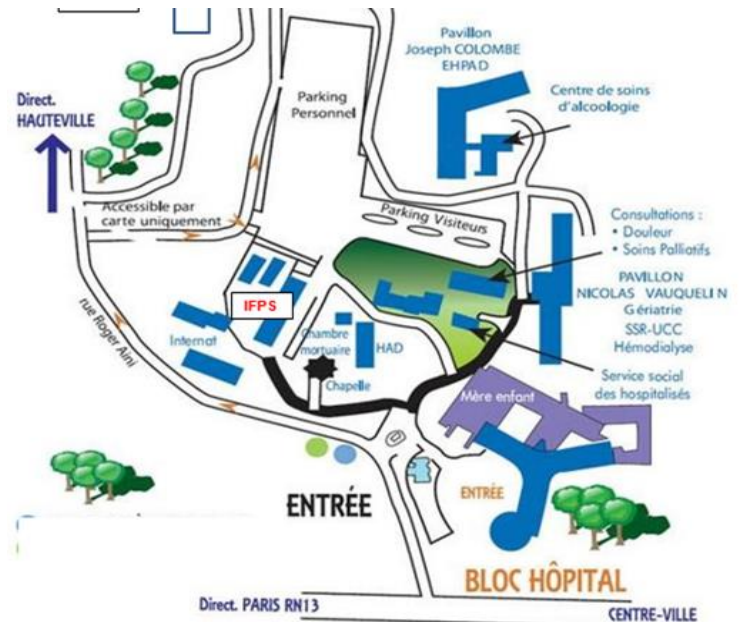 Pavillon
Joseph COLOMBE
EHPAD
Centre de soins
d'alcoologie
Direct.
HAUTEVILLE
Parking
Personnel
Accessible par
carte uniquement
Parking Visiteurs
Consultations :
• Douleur
• Soins Palliatifs
PAVILLON
NICOLAS VAUQUELIN
Gériatrie
SSR-UCC
Hémodialyse
IFPS
rue Roger Aini
Internat
Chambre
mortuaire
HAD
Chapelle
Service social
des hospitalisés
Mère enfant
ENTRÉE
ENTRÉE
BLOC HÔPITAL
Direct. PARIS RN13
CENTRE-VILLE